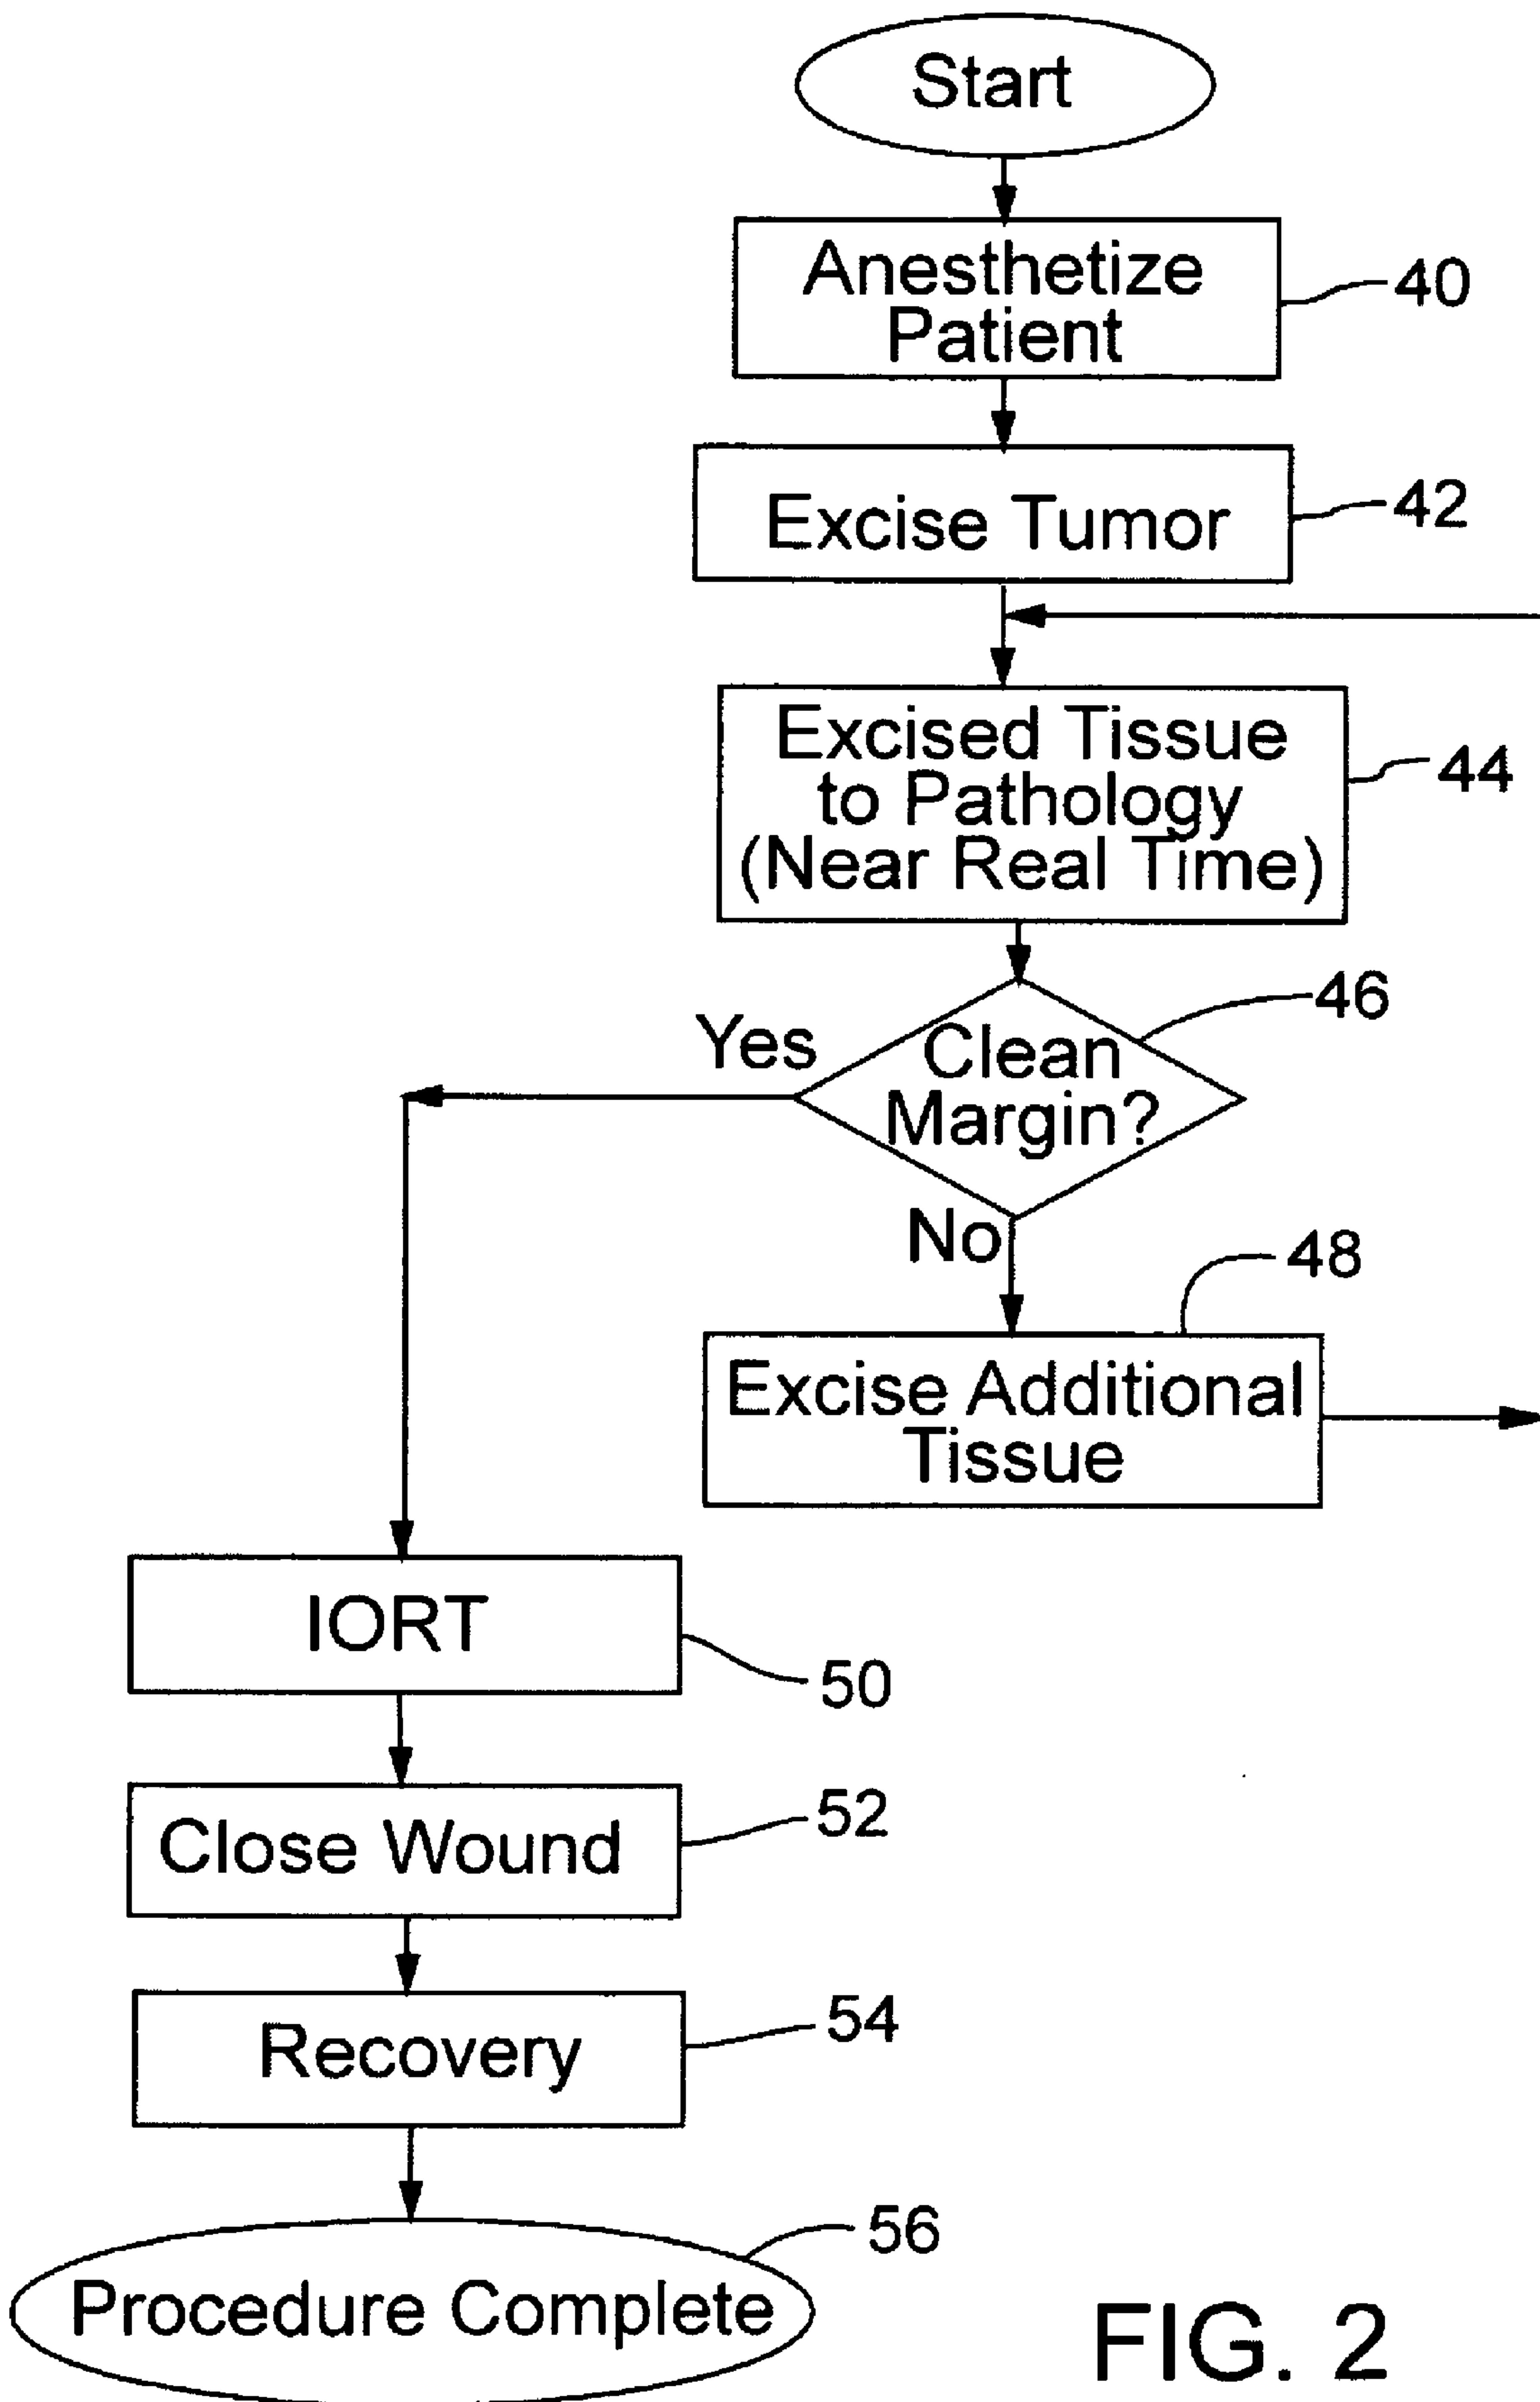 Start
Anesthetize
Patient
40
Excise Tumor
42
Excised Tissue
to Pathology
(Near Real Time)
44
46
Yes
Clean
Margin?
No
48
Excise Additional
Tissue
IORT
50
Close Wound
52
Recovery
54
56
Procedure Complete
FIG. 2